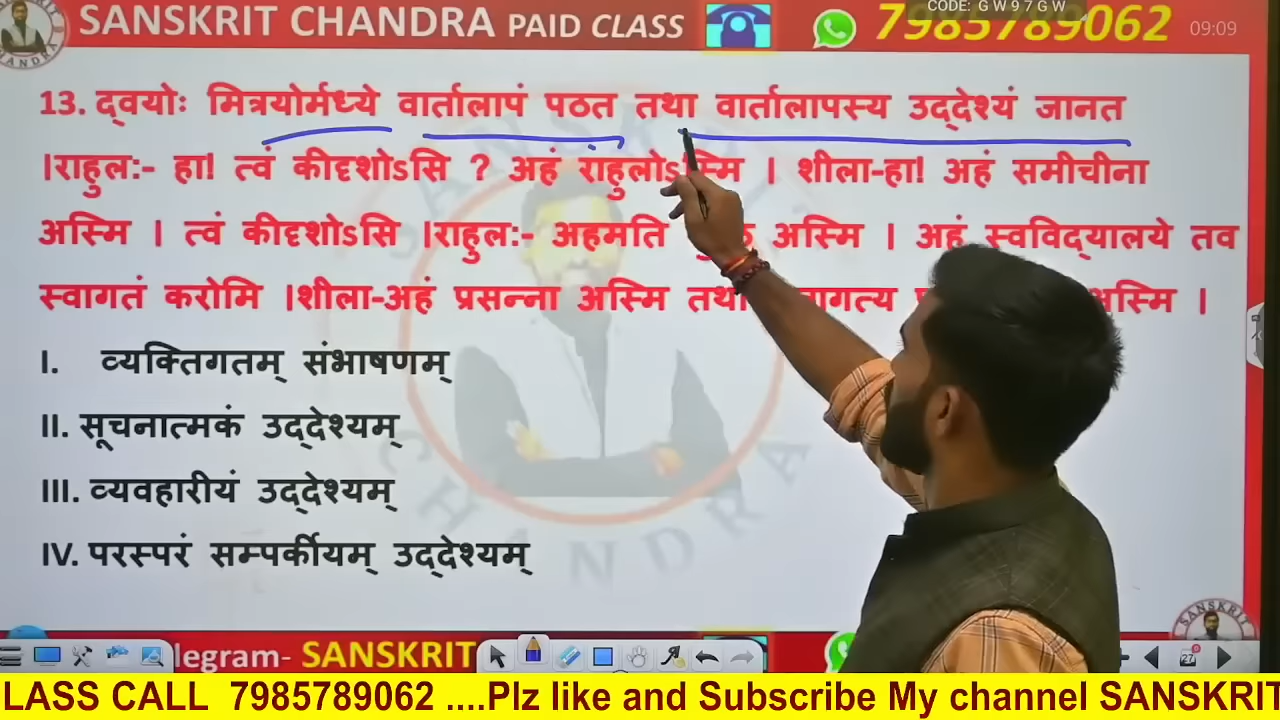 SANSKRIT CHANDRA PAID CLASS
CODE: GW97GW
7985789062
09:09
13. द्वयोः मित्रयोर्मध्ये वार्तालापं पठत तथा वार्तालापस्य उद्देश्यं जानत
।राहुल:- हा! त्वं कीदृशोऽसि ? अहं राहुलोऽस्मि । शीला-हा! अहं समीचीना
अस्मि । त्वं कीदृशोऽसि ।राहुल:- अहमति अस्मि । अहं स्वविद्यालये तव
स्वागतं करोमि ।शीला-अहं प्रसन्ना अस्मि तथा अस्मि ।
I. व्यक्तिगतम् संभाषणम्
II. सूचनात्मकं उद्देश्यम्
III. व्यवहारीयं उद्देश्यम्
IV. परस्परं सम्पर्कीयम् उद्देश्यम्
legram- SANSKRIT
27
LASS CALL 7985789062 ....Plz like and Subscribe My channel SANSKRIT